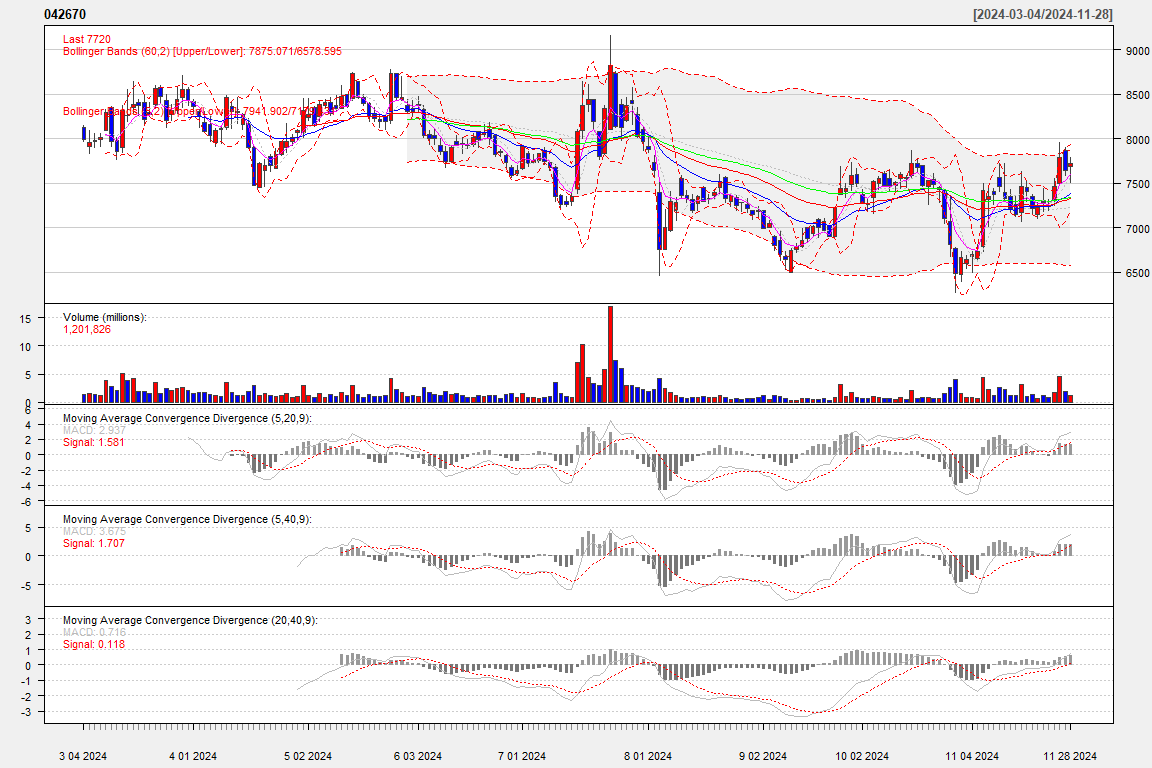 042670 [2024-03-04/2024-11-28]
Last 7720
Bollinger Bands (60,2) [Upper/Lower]: 7875.071/6578.595
Bollinger Bands
7941.902/
9000
8500
8000
7500
7000
6500
Volume (millions):
1,201,826
15
10
5
0
Moving Average Convergence Divergence (5,20,9):
MACD: 2.937
Signal: 1.581
6
4
2
0
-2
-4
-6
Moving Average Convergence Divergence (5,40,9):
MACD: 3.675
Signal: 1.707
5
0
-5
Moving Average Convergence Divergence (20,40,9):
MACD: 0.716
Signal: 0.118
3
2
1
0
-1
-2
-3
3 04 2024 4 01 2024 5 02 2024 6 03 2024 7 01 2024 8 01 2024 9 02 2024 10 02 2024 11 04 2024 11 28 2024